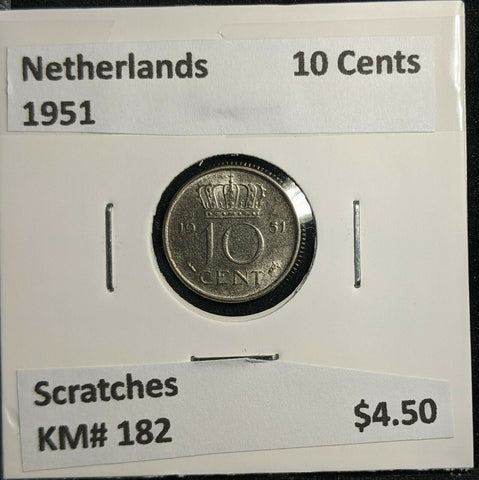 Netherlands 10 Cents
1951
19 51
10
CENT
Scratches
KM# 182 $4.50